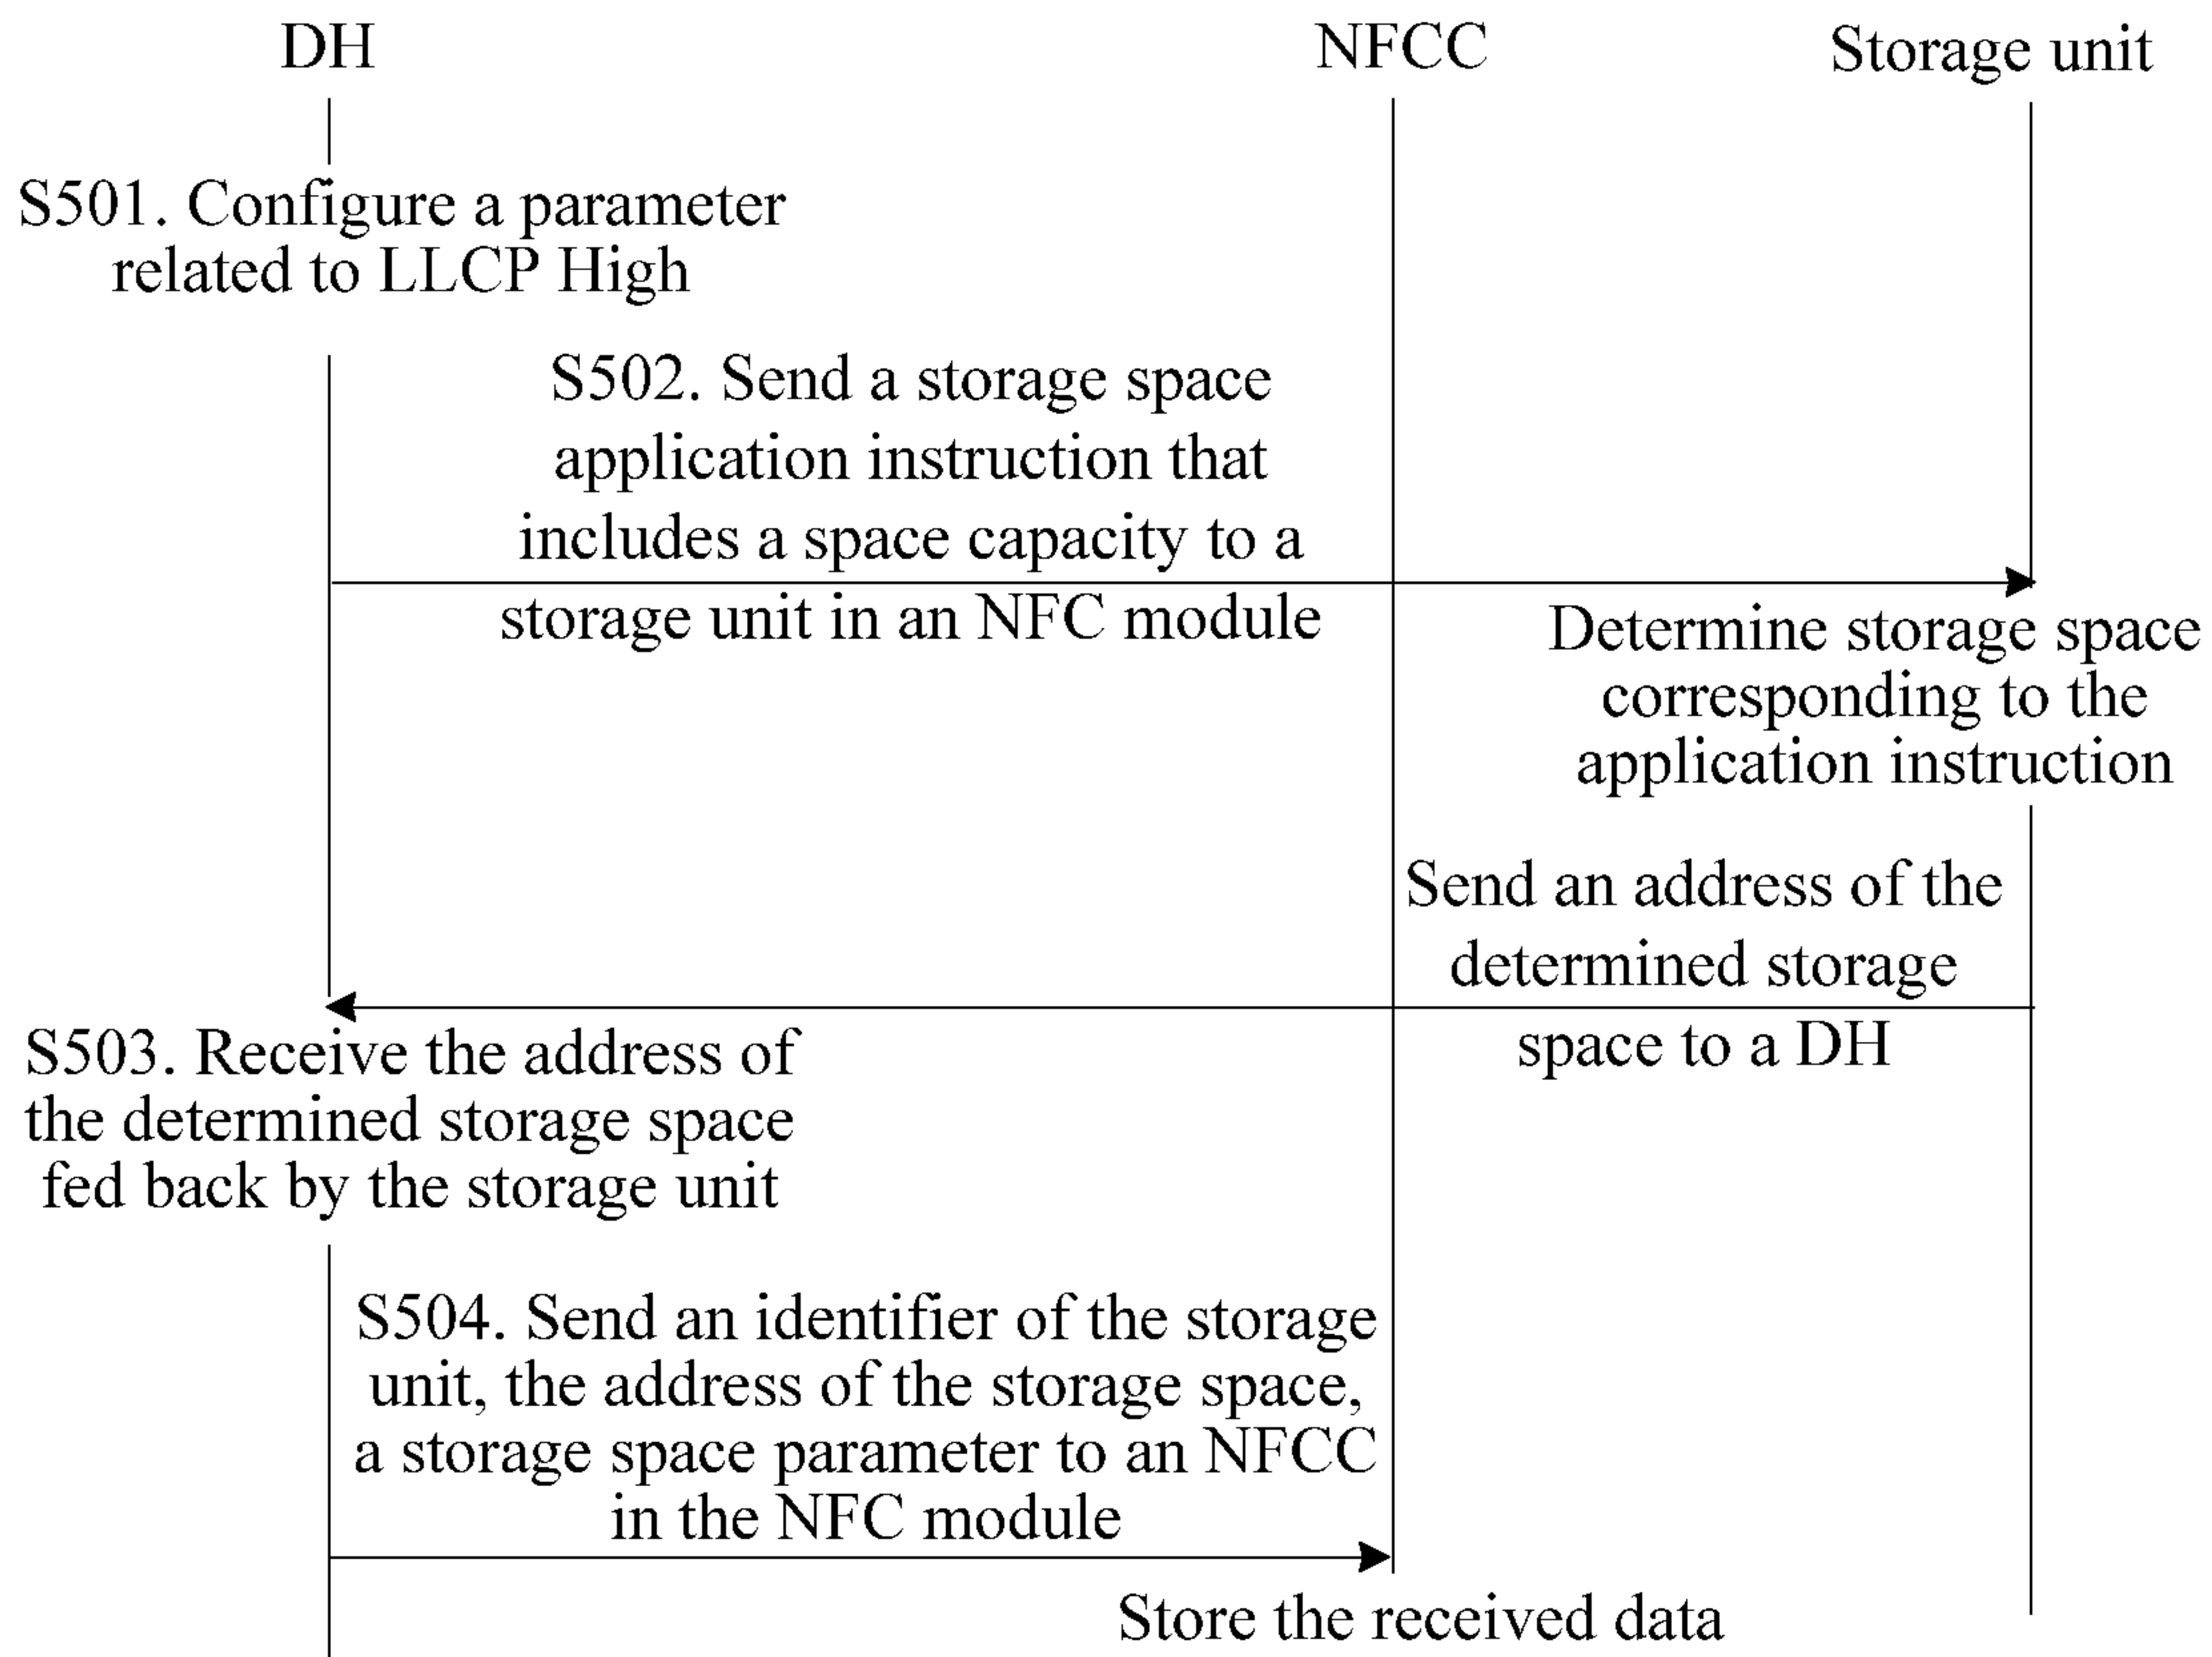 DH
NFCC
Storage unit
S501. Configure a parameter
related to LLCP High
S502. Send a storage space
application instruction that
includes a space capacity to a
storage unit in an NFC module
Determine storage space
corresponding to the
application instruction
Send an address of the
determined storage
space to a DH
S503. Receive the address of
the determined storage space
fed back by the storage unit
S504. Send an identifier of the storage
unit, the address of the storage space,
a storage space parameter to an NFCC
in the NFC module
Store the received data